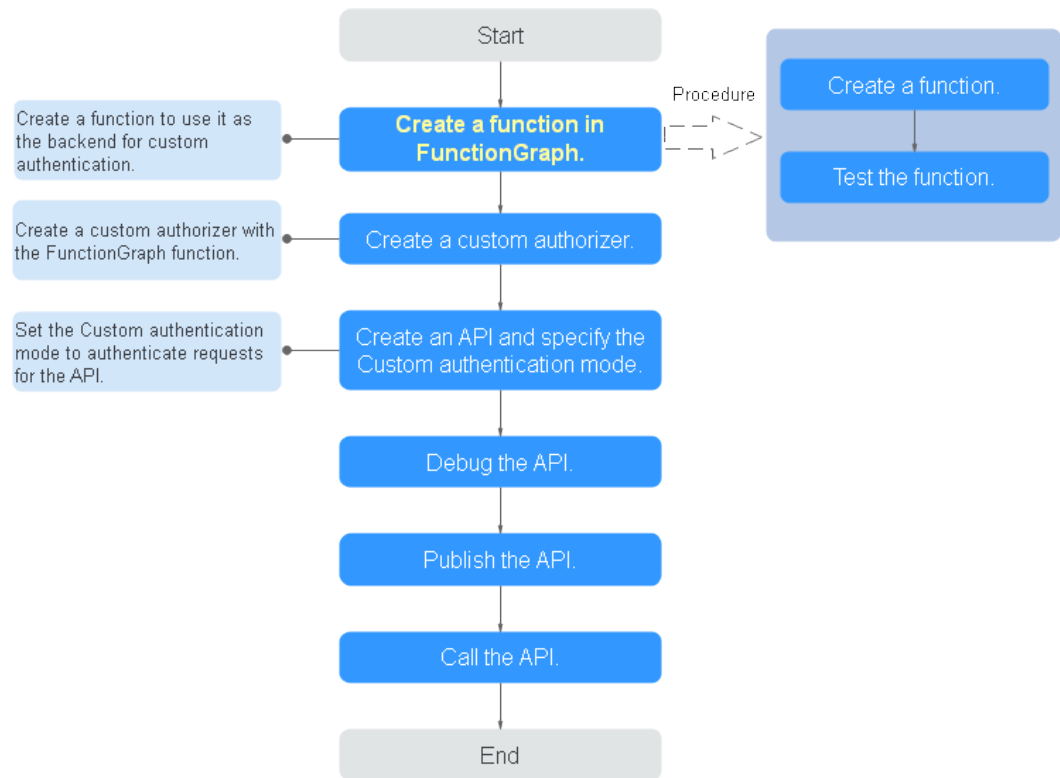 Start
Create a function to use it as
the backend for custom
authentication.
Create a function in
FunctionGraph.
Procedure
Create a function.
Test the function.
Create a custom authorizer with
the FunctionGraph function.
Create a custom authorizer.
Set the Custom authentication
mode to authenticate requests
for the API.
Create an API and specify the
Custom authentication mode.
Debug the API.
Publish the API.
Call the API.
End